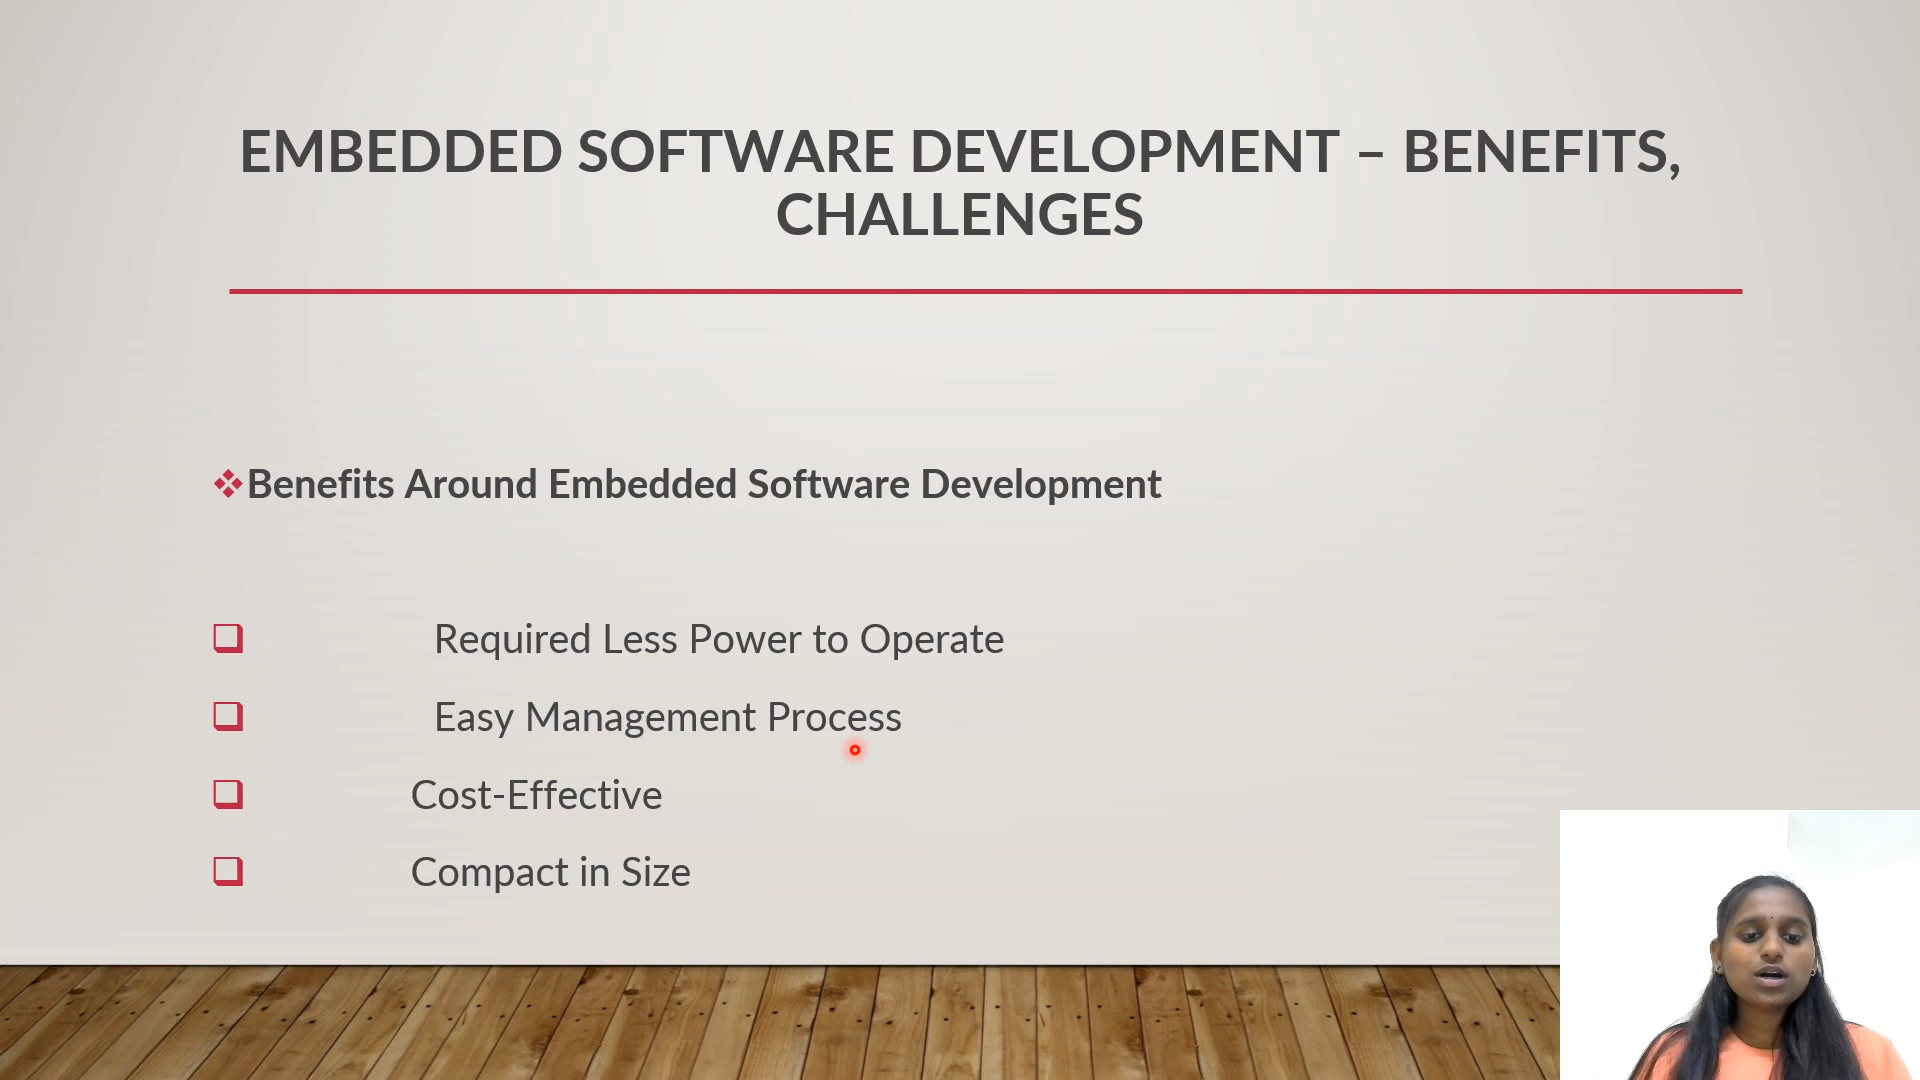 EMBEDDED SOFTWARE DEVELOPMENT – BENEFITS,
CHALLENGES
Benefits Around Embedded Software Development
Required Less Power to Operate
Easy Management Process
Cost-Effective
Compact in Size